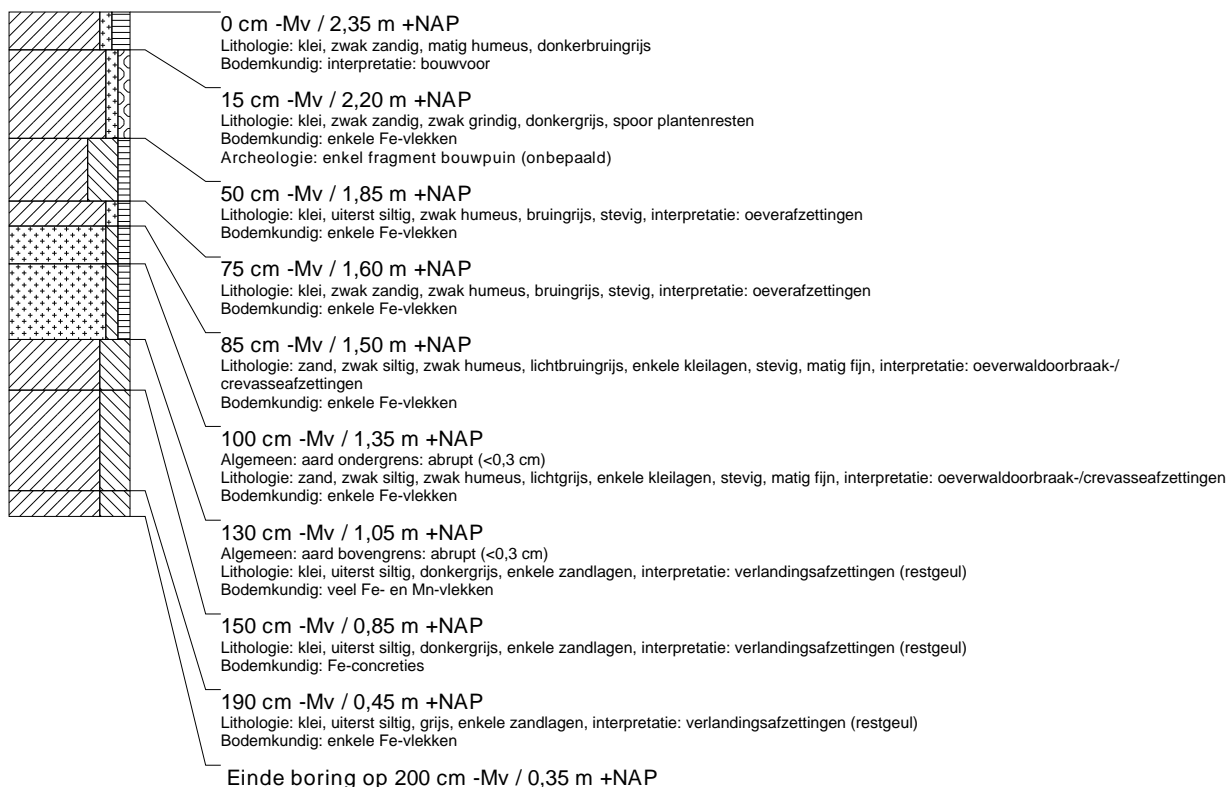 0 cm -Mv / 2,35 m +NAP
Lithologie: klei, zwak zandig, matig humeus, donkerbruingrijs
Bodemkundig: interpretatie: bouwvoor
15 cm -Mv / 2,20 m +NAP
Lithologie: klei, zwak zandig, zwak grindig, donkergrijs, spoor plantenresten
Bodemkundig: enkele Fe-vlekken
Archeologie: enkel fragment bouwpuin (onbepaald)
50 cm -Mv / 1,85 m +NAP
Lithologie: klei, uiterst siltig, zwak humeus, bruingrijs, stevig, interpretatie: oeverafzettingen
Bodemkundig: enkele Fe-vlekken
75 cm -Mv / 1,60 m +NAP
Lithologie: klei, zwak zandig, zwak humeus, bruingrijs, stevig, interpretatie: oeverafzettingen
Bodemkundig: enkele Fe-vlekken
85 cm -Mv / 1,50 m +NAP
Lithologie: zand, zwak siltig, zwak humeus, lichtbruingrijs, enkele kleilagen, stevig, matig fijn, interpretatie: oeverwaldoorbraak-/
crevasseafzettingen
Bodemkundig: enkele Fe-vlekken
100 cm -Mv / 1,35 m +NAP
Algemeen: aard ondergrens: abrupt (<0,3 cm)
Lithologie: zand, zwak siltig, zwak humeus, lichtgrijs, enkele kleilagen, stevig, matig fijn, interpretatie: oeverwaldoorbraak-/crevasseafzettingen
Bodemkundig: enkele Fe-vlekken
130 cm -Mv / 1,05 m +NAP
Algemeen: aard bovengrens: abrupt (<0,3 cm)
Lithologie: klei, uiterst siltig, donkergrijs, enkele zandlagen, interpretatie: verlandingsafzettingen (restgeul)
Bodemkundig: veel Fe- en Mn-vlekken
150 cm -Mv / 0,85 m +NAP
Lithologie: klei, uiterst siltig, donkergrijs, enkele zandlagen, interpretatie: verlandingsafzettingen (restgeul)
Bodemkundig: Fe-concreties
190 cm -Mv / 0,45 m +NAP
Lithologie: klei, uiterst siltig, grijs, enkele zandlagen, interpretatie: verlandingsafzettingen (restgeul)
Bodemkundig: enkele Fe-vlekken
Einde boring op 200 cm -Mv / 0,35 m +NAP